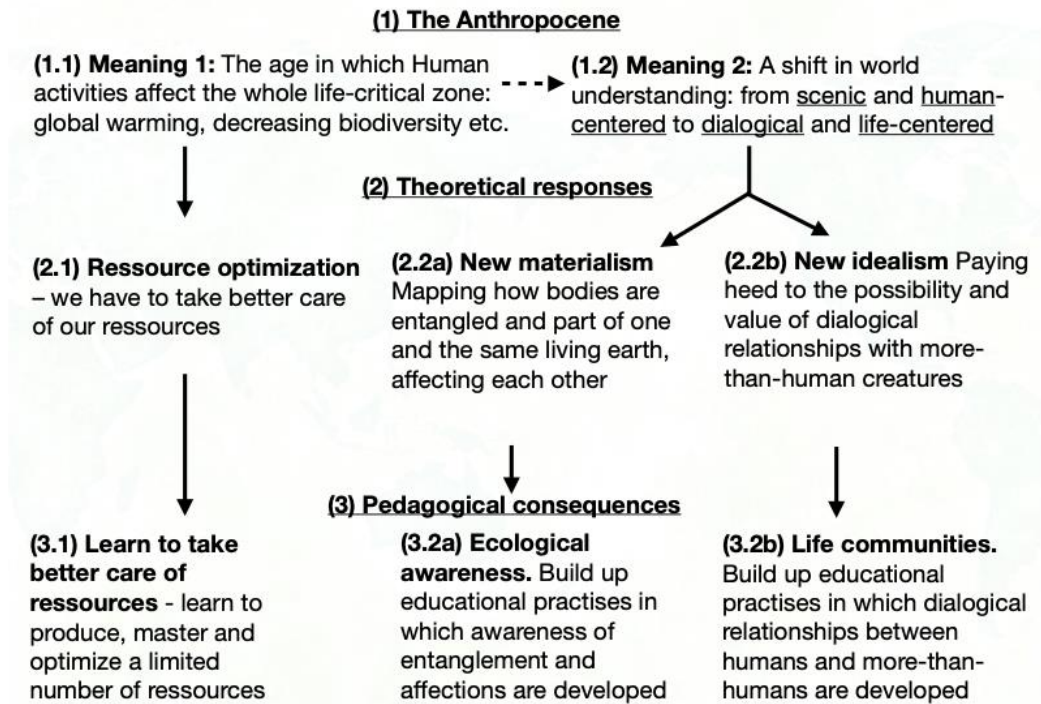 (1) The Anthropocene
(1.1) Meaning 1: The age in which Human
activities affect the whole life-critical zone:
global warming, decreasing biodiversity etc.
(1.2) Meaning 2: A shift in world
understanding: from scenic and human-
centered to dialogical and life-centered
(2) Theoretical responses
(2.1) Ressource optimization
– we have to take better care
of our ressources
(2.2a) New materialism
Mapping how bodies are
entangled and part of one
and the same living earth,
affecting each other
(2.2b) New idealism Paying
heed to the possibility and
value of dialogical
relationships with more-
than-human creatures
(3) Pedagogical consequences
(3.1) Learn to take
better care of
ressources - learn to
produce, master and
optimize a limited
number of ressources
(3.2a) Ecological
awareness. Build up
educational practises in
which awareness of
entanglement and
affections are developed
(3.2b) Life communities.
Build up educational
practises in which dialogical
relationships between
humans and more-than-
humans are developed